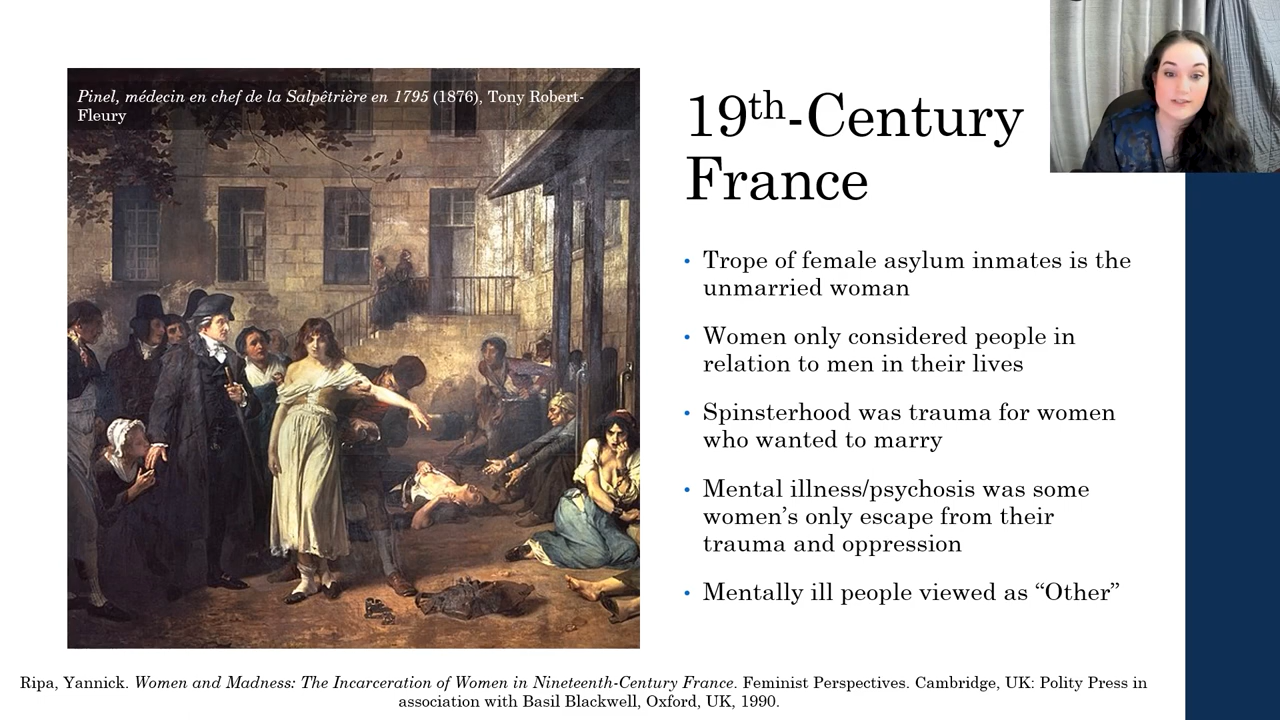 Pinel, médecin en chef de la Salpêtrière en 1795 (1876), Tony Robert-
Fleury
19th-Century
France
• Trope of female asylum inmates is the
unmarried woman
• Women only considered people in
relation to men in their lives
• Spinsterhood was trauma for women
who wanted to marry
• Mental illness/psychosis was some
women’s only escape from their
trauma and oppression
• Mentally ill people viewed as “Other”
Ripa, Yannick. Women and Madness: The Incarceration of Women in Nineteenth-Century France. Feminist Perspectives. Cambridge, UK: Polity Press in
association with Basil Blackwell, Oxford, UK, 1990.